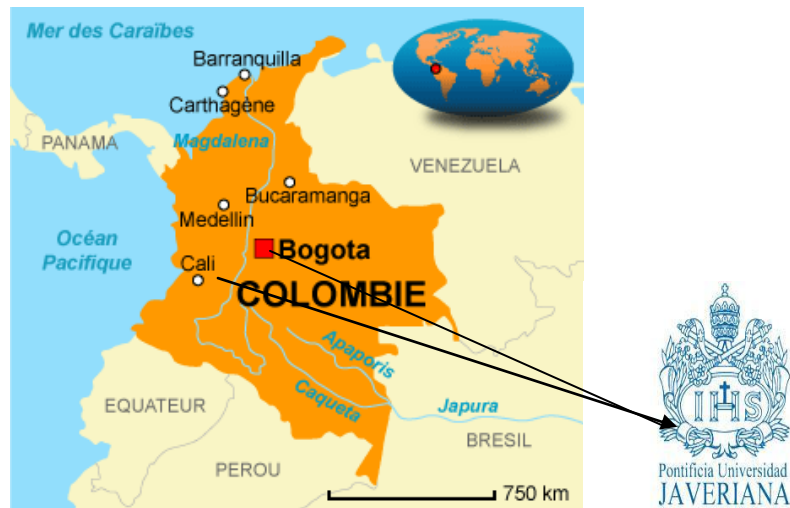 Mer des Caraïbes
Barranquilla
Carthagène
PANAMA
Magdalena
VENEZUELA
Bucaramanga
Medellin
Océan
Pacifique
Bogota
Cali
COLOMBIE
Apaporis
Caqueta
EQUATEUR
Japura
BRESIL
PEROU
750 km
IHS
Pontificia Universidad
JAVERIANA